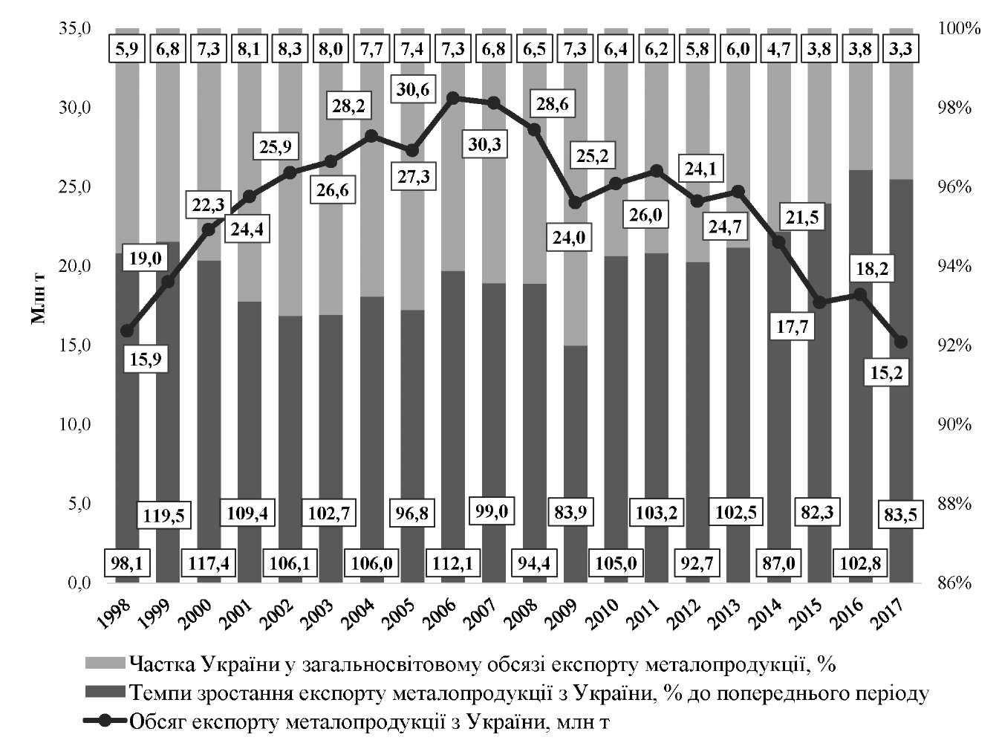 35,0
30,0
25,0
20,0
15,0
10,0
5,0
0,0
Млн т
100%
98%
96%
94%
92%
90%
88%
86%
5,9 6,8 7,3 8,1 8,3 8,0 7,7 7,4 7,3 6,8 6,5 7,3 6,4 6,2 5,8 6,0 4,7 3,8 3,8 3,3
15,9 19,0 22,3 24,4 25,9 26,6 28,2 27,3 30,6 30,3 28,6 24,0 25,2 26,0 24,1 24,7 21,5 17,7 18,2 15,2
98,1 119,5 117,4 109,4 106,1 102,7 106,0 96,8 112,1 99,0 94,4 83,9 105,0 103,2 92,7 102,5 87,0 82,3 102,8 83,5
1998 1999 2000 2001 2002 2003 2004 2005 2006 2007 2008 2009 2010 2011 2012 2013 2014 2015 2016 2017
Частка України у загальносвітовому обсязі експорту металопродукції, %
Темпи зростання експорту металопродукції з України, % до попереднього періоду
Обсяг експорту металопродукції з України, млн т